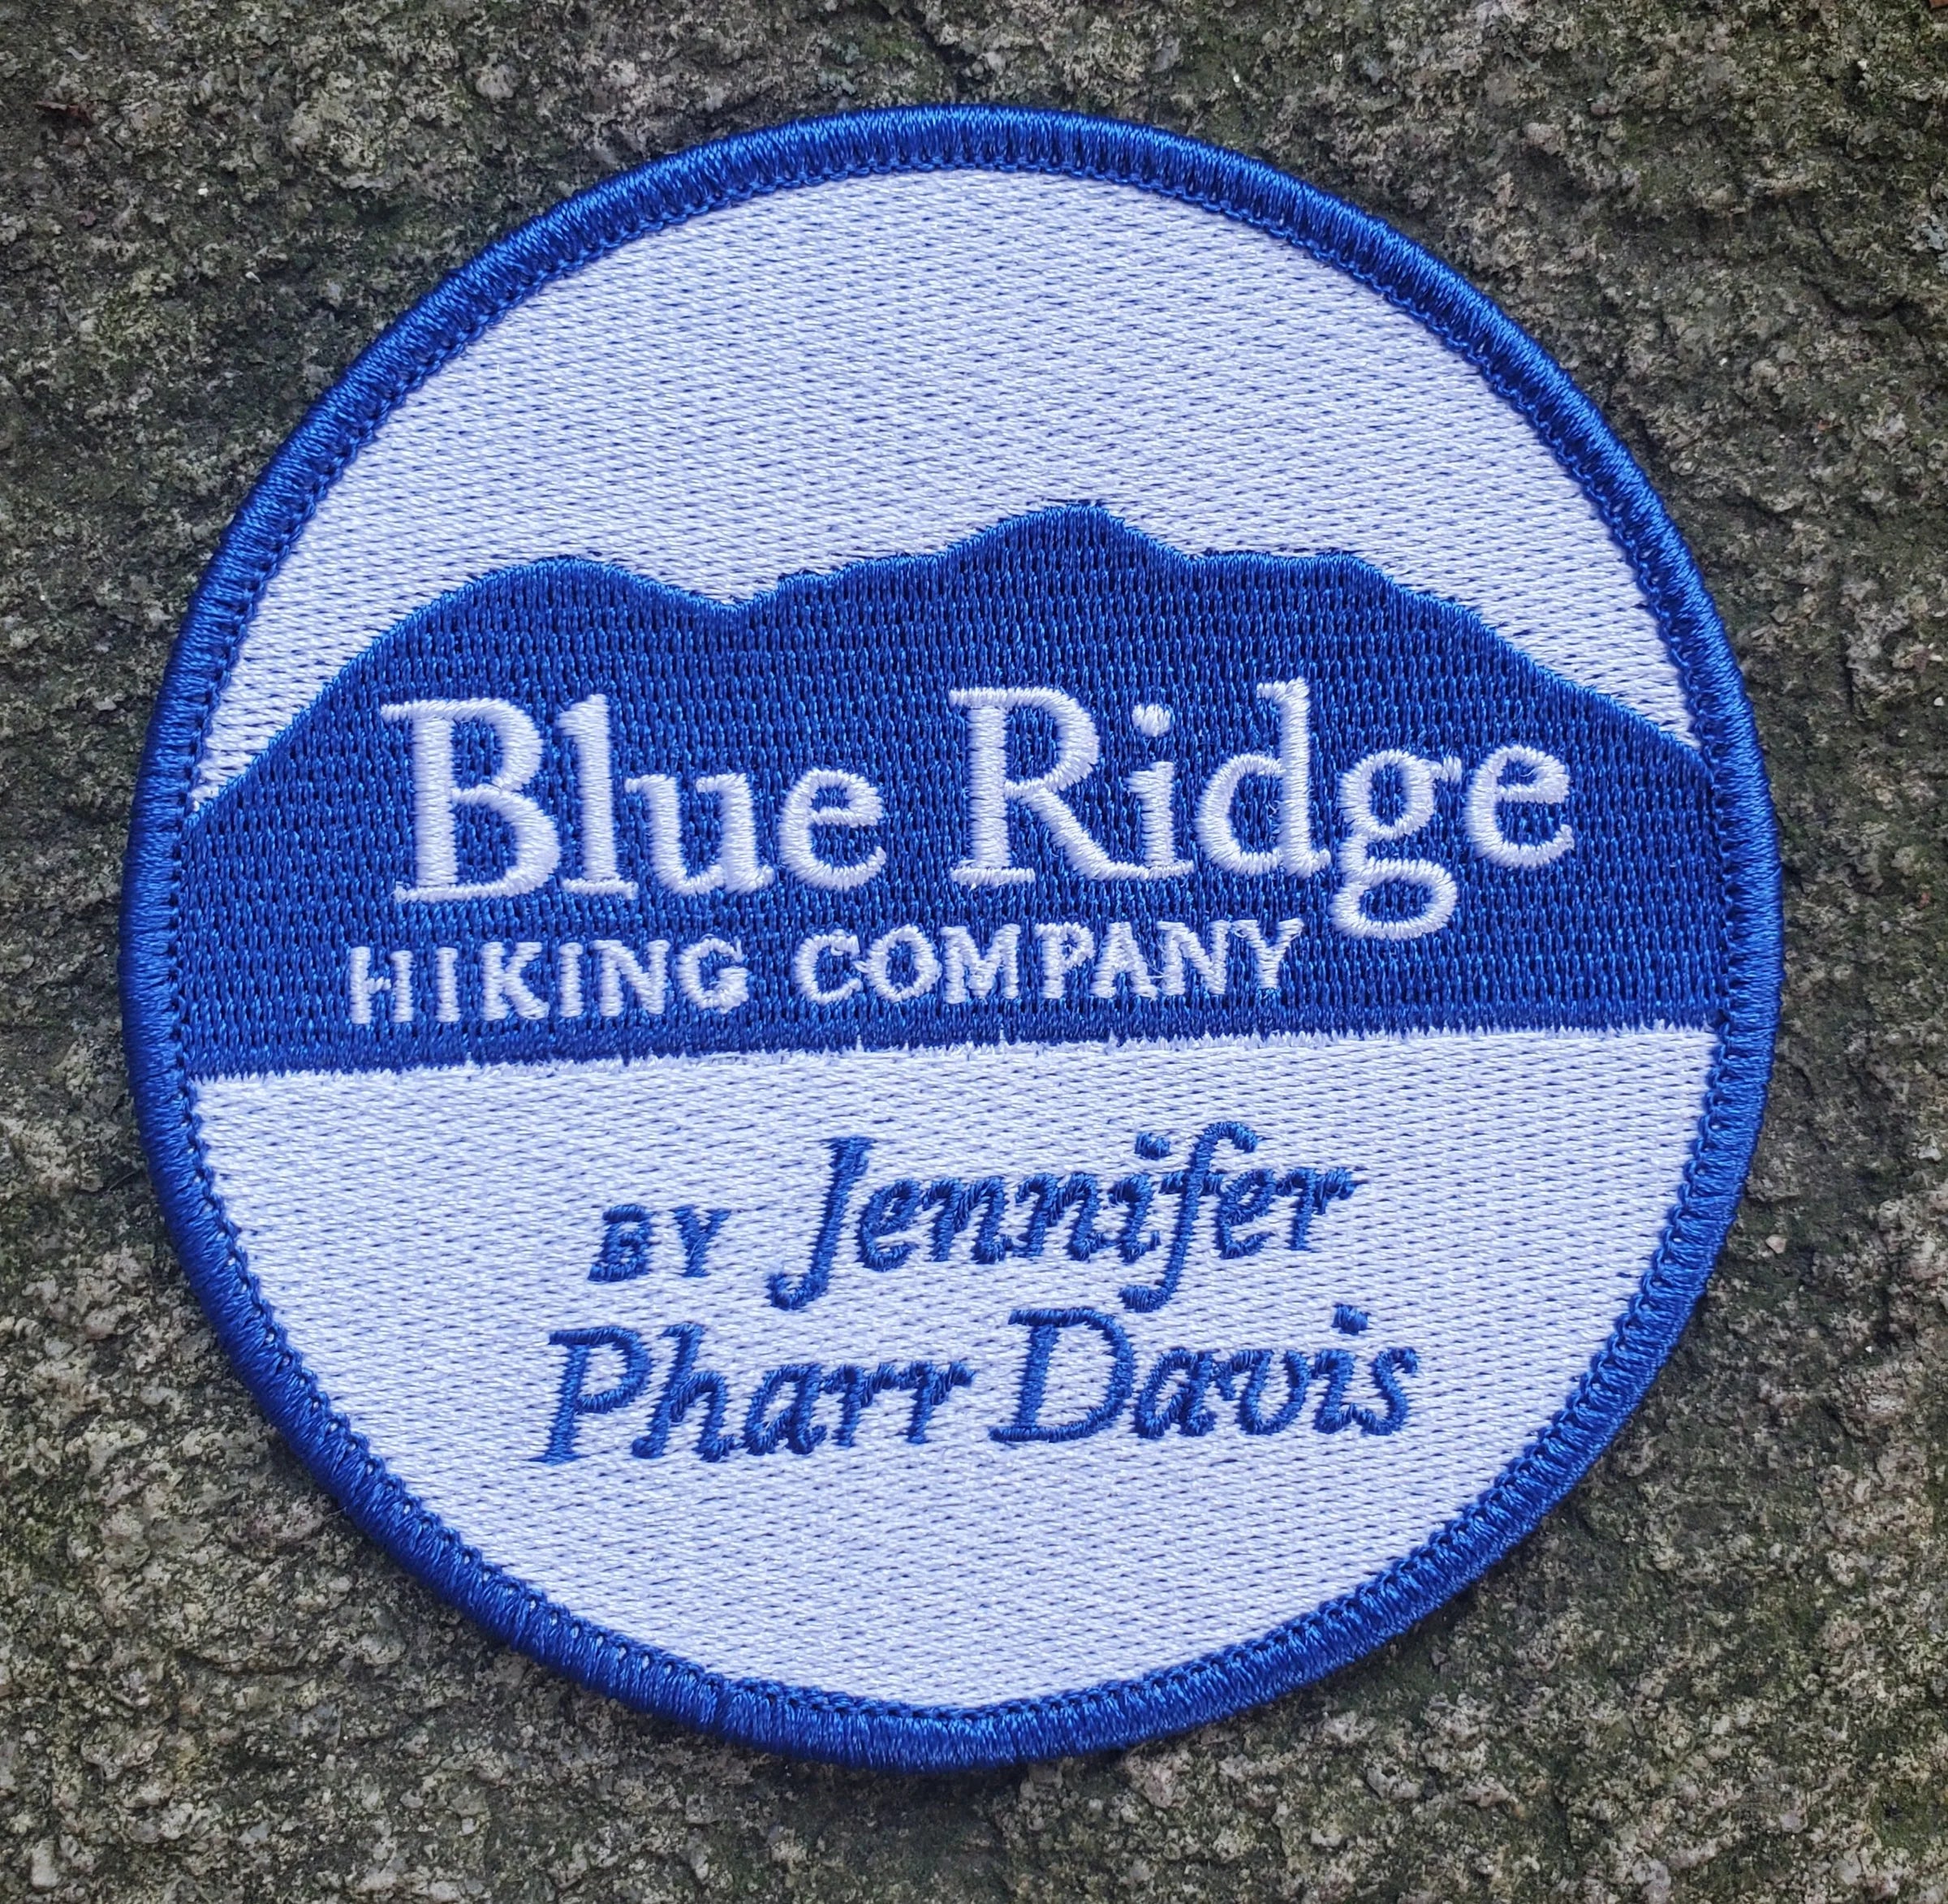 Blue Ridge
HIKING COMPANY
BY Jennifer
Pharr Davis